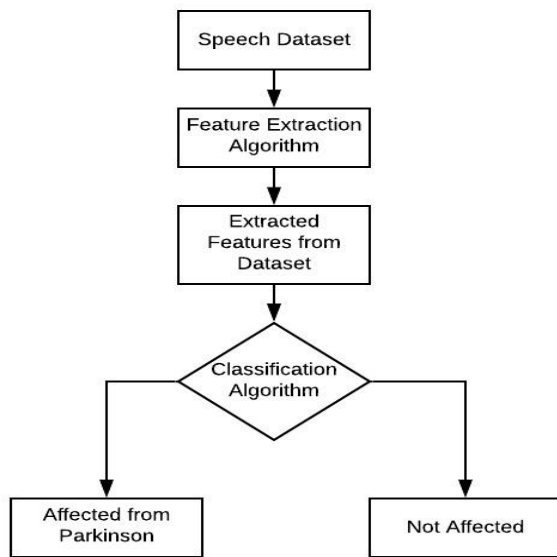 Speech Dataset
Feature Extraction
Algorithm
Extracted
Features from
Dataset
Classification
Algorithm
Affected from
Parkinson
Not Affected